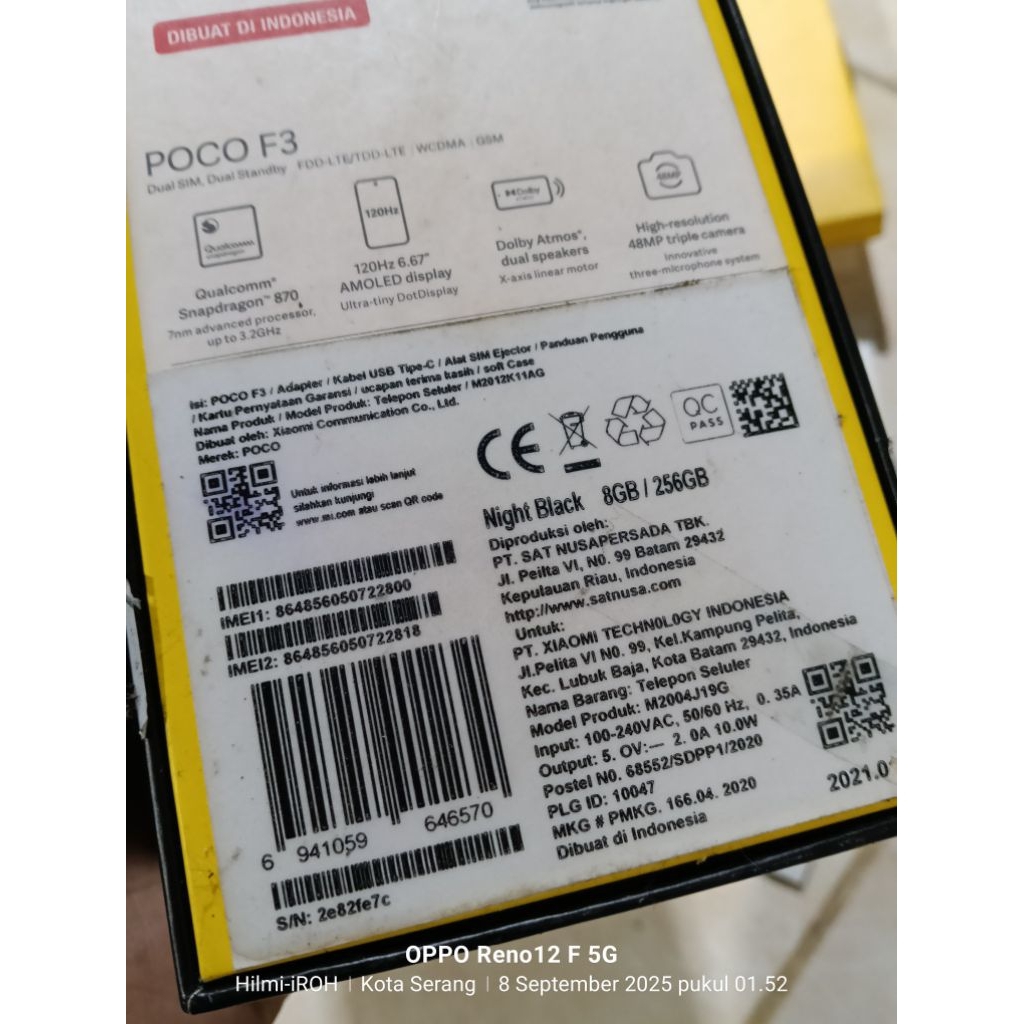 DIBUAT DI INDONESIA
POCO F3
Dual SIM, Dual Standby FDD-LTE/TDD-LTE WCDMA GSM
Qualcomm
snapdragon
120Hz
Dolby
48MP
Qualcomm®
Snapdragon™ 870
7nm advanced processor,
up to 3.2GHz
120Hz 6.67"
AMOLED display
Ultra-tiny DotDisplay
Dolby Atmos®,
dual speakers
X-axis linear motor
High-resolution
48MP triple camera
Innovative
three-microphone system
Isi: POCO F3 / Adapter / Kabel USB Tipe-C / Alat SIM Ejector / Panduan Pengguna
/ Kartu Pernyataan Garansi / ucapan terima kasih / soft Case
Nama Produk / Model Produk: Telepon Seluler / M2012K11AG
Dibuat oleh: Xiaomi Communication Co., Ltd.
Merek: POCO
Untuk informasi lebih lanjut
silahkan kunjungi
www.mi.com atau scan QR code
CE
QC
PASS
Night Black 8GB | 256GB
Diproduksi oleh:
PT. SAT NUSAPERSADA TBK.
Jl. Peilta VI, N0. 99 Batam 29432
Kepulauan Riau, Indonesia
http://www.satnusa.com
Untuk:
PT. XIAOMI TECHNOL0GY INDONESIA
Jl.Pelita VI N0. 99, Kel.Kampung Pelita,
Kec. Lubuk Baja, Kota Batam 29432, Indonesia
Nama Barang: Telepon Seluler
Model Produk: M2004J19G
Input: 100-240VAC, 50/60 Hz, 0. 35A
Output: 5. OV:— 2. 0A 10.0W
Postel N0. 68552/SDPP1/2020
PLG ID: 10047
MKG # PMKG. 166.04. 2020
Dibuat di Indonesia
2021.0
IMEI1: 864856050722800
IMEI2: 864856050722818
6 941059 646570
S/N: 2e82fe7c
OPPO Reno12 F 5G
Hilmi-iROH | Kota Serang | 8 September 2025 pukul 01.52